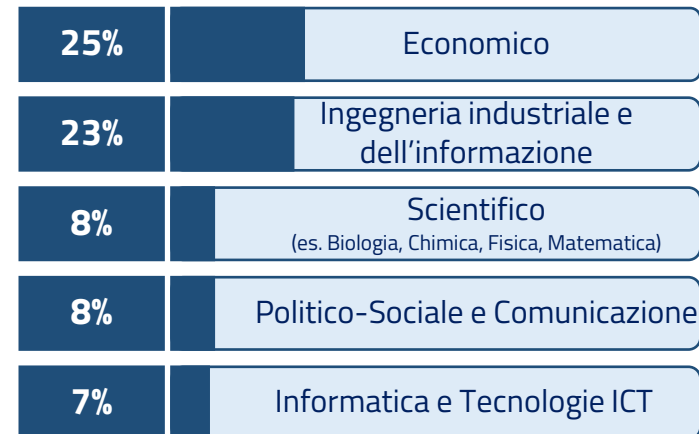 25% Economico
23% Ingegneria industriale e
dell'informazione
8% Scientifico
(es. Biologia, Chimica, Fisica, Matematica)
8% Politico-Sociale e Comunicazione
7% Informatica e Tecnologie ICT